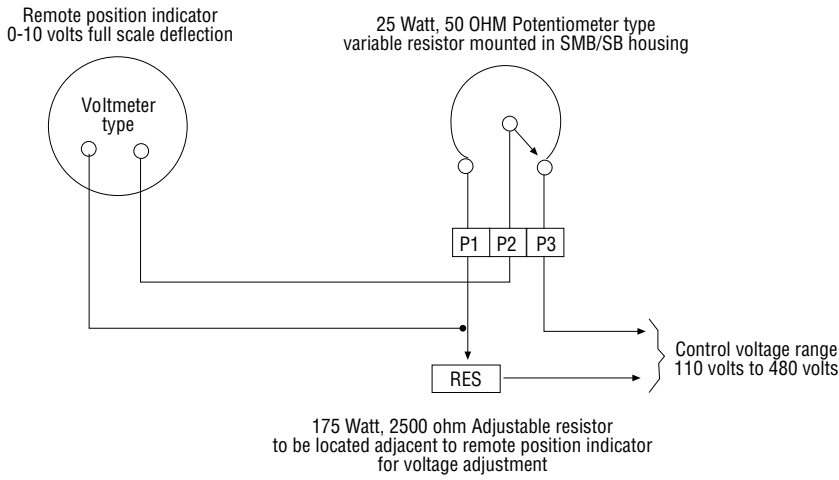 Remote position indicator
0-10 volts full scale deflection
25 Watt, 50 OHM Potentiometer type
variable resistor mounted in SMB/SB housing
Voltmeter
type
P1 P2 P3
RES
Control voltage range
110 volts to 480 volts
175 Watt, 2500 ohm Adjustable resistor
to be located adjacent to remote position indicator
for voltage adjustment